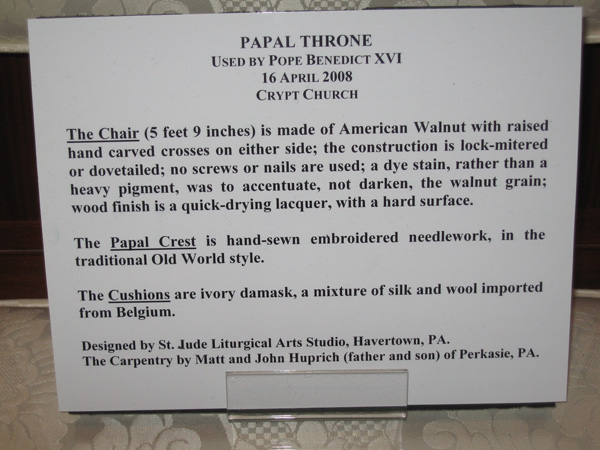 PAPAL THRONE
USED BY POPE BENEDICT XVI
16 APRIL 2008
CRYPT CHURCH
The Chair (5 feet 9 inches) is made of American Walnut with raised
hand carved crosses on either side; the construction is lock-mitered
or dovetailed; no screws or nails are used; a dye stain, rather than a
heavy pigment, was to accentuate, not darken, the walnut grain;
wood finish is a quick-drying lacquer, with a hard surface.
The Papal Crest is hand-sewn embroidered needlework, in the
traditional Old World style.
The Cushions are ivory damask, a mixture of silk and wool imported
from Belgium.
Designed by St. Jude Liturgical Arts Studio, Havertown, PA.
The Carpentry by Matt and John Huprich (father and son) of Perkasie, PA.